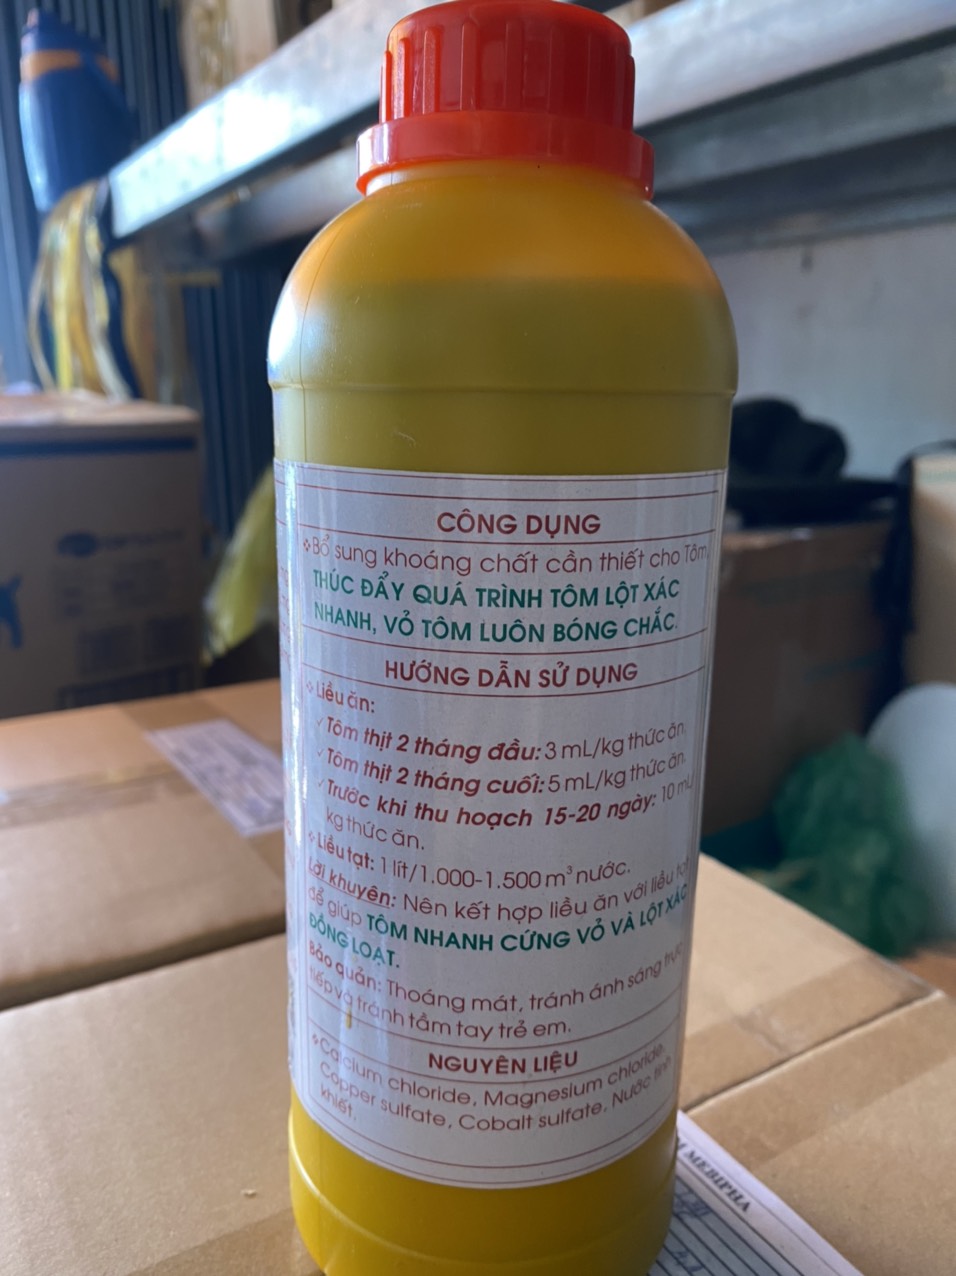 CÔNG DỤNG
❖Bổ sung khoáng chất cần thiết cho Tôm
THÚC ĐẨY QUÁ TRÌNH TÔM LỘT XÁC
NHANH, VỎ TÔM LUÔN BÓNG CHẮC.
HƯỚNG DẪN SỬ DỤNG
❖Liều ăn:
✓Tôm thịt 2 tháng đầu: 3 mL/kg thức ăn.
✓Tôm thịt 2 tháng cuối: 5 mL/kg thức ăn.
✓Trước khi thu hoạch 15-20 ngày: 10 mL/
kg thức ăn.
❖Liều tạt: 1 lít/1.000-1.500 m³ nước.
Lời khuyên: Nên kết hợp liều ăn với liều tạt
để giúp TÔM NHANH CỨNG VỎ VÀ LỘT XÁC
ĐỒNG LOẠT.
Bảo quản: Thoáng mát, tránh ánh sáng trực
tiếp và tránh tầm tay trẻ em.
NGUYÊN LIỆU
❖Calcium chloride, Magnesium chloride,
Copper sulfate, Cobalt sulfate, Nước tinh
khiết.
MEBIPHA